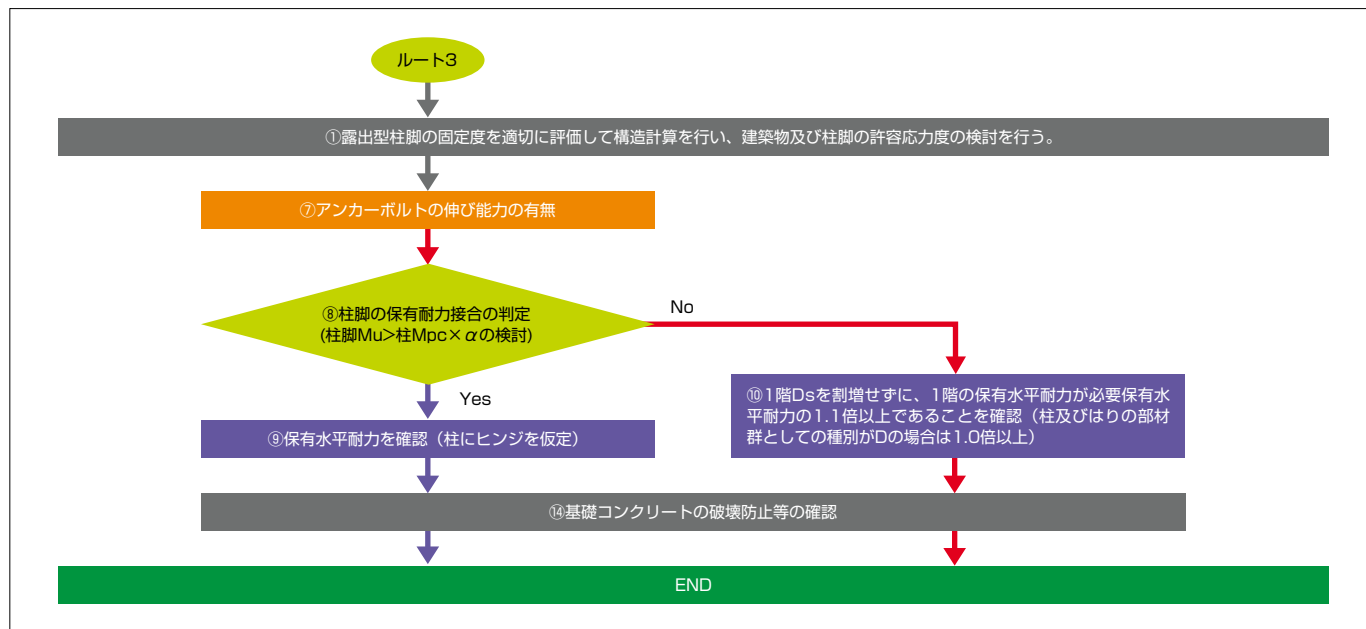 ルート3
①露出型柱脚の固定度を適切に評価して構造計算を行い、建築物及び柱脚の許容応力度の検討を行う。
⑦アンカーボルトの伸び能力の有無
⑧柱脚の保有耐力接合の判定
(柱脚Mu>柱Mpc×αの検討)
No
Yes
⑨保有水平耐力を確認（柱にヒンジを仮定）
⑩1階Dsを割増せずに、1階の保有水平耐力が必要保有水
平耐力の1.1倍以上であることを確認（柱及びはりの部材
群としての種別がDの場合は1.0倍以上）
⑭基礎コンクリートの破壊防止等の確認
END